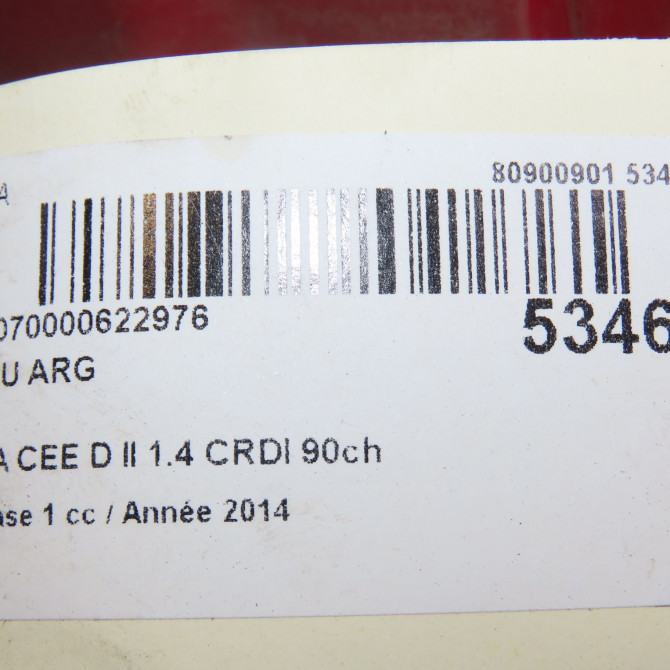 A
80900901 534
070000622976
5346
U ARG
A CEE D II 1.4 CRDI 90ch
ase 1 cc / Année 2014